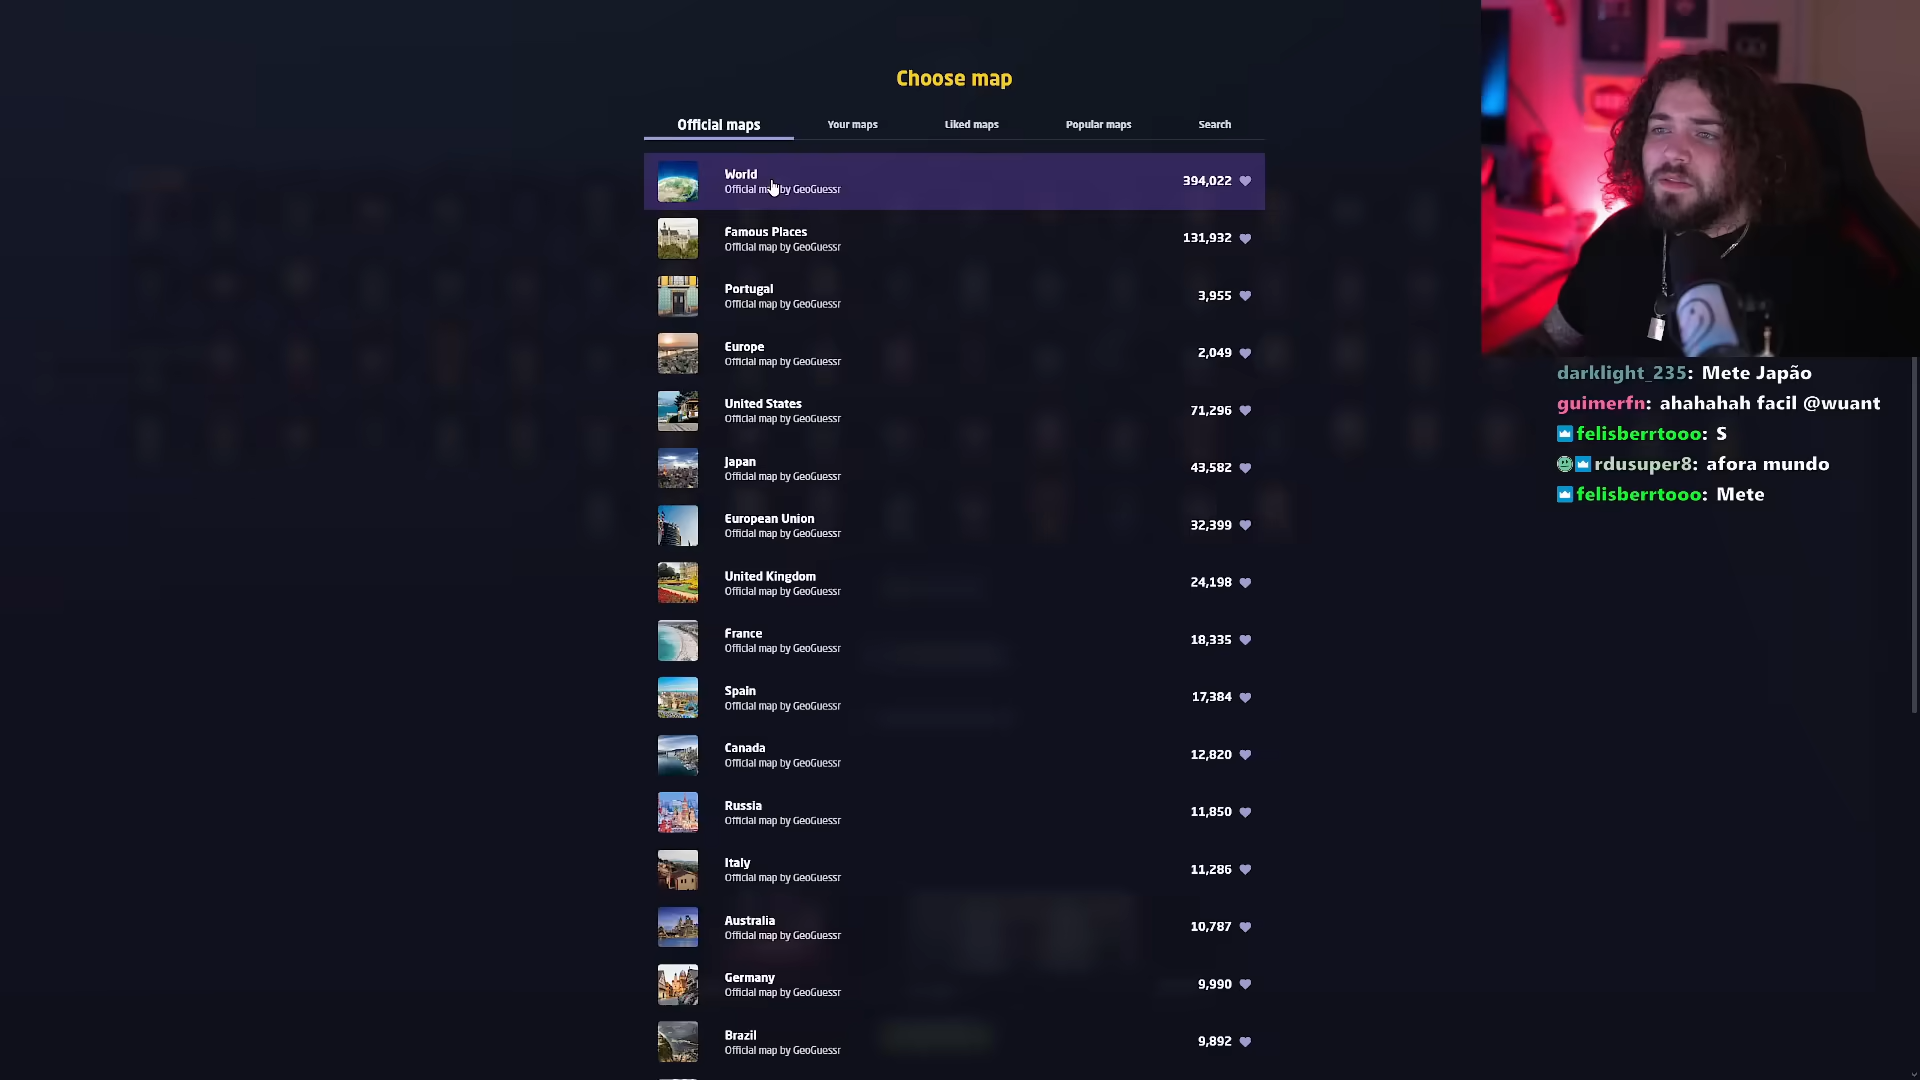 Choose map
Official maps
Your maps
Liked maps
Popular maps
Search
World
Official map by GeoGuessr
394,022
Famous Places
Official map by GeoGuessr
131,932
Portugal
Official map by GeoGuessr
3,955
Europe
Official map by GeoGuessr
2,049
United States
Official map by GeoGuessr
71,296
Japan
Official map by GeoGuessr
43,582
European Union
Official map by GeoGuessr
32,399
United Kingdom
Official map by GeoGuessr
24,198
France
Official map by GeoGuessr
18,335
Spain
Official map by GeoGuessr
17,384
Canada
Official map by GeoGuessr
12,820
Russia
Official map by GeoGuessr
11,850
Italy
Official map by GeoGuessr
11,286
Australia
Official map by GeoGuessr
10,787
Germany
Official map by GeoGuessr
9,990
Brazil
Official map by GeoGuessr
9,892
darklight_235: Mete Japão
guimerfn: ahahahah facil @wuant
felisberrtooo: S
rdusuper8: afora mundo
felisberrtooo: Mete